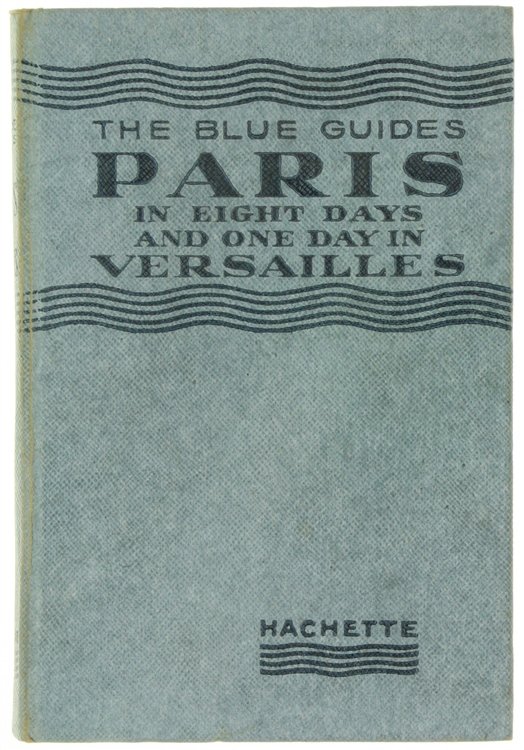 THE BLUE GUIDES
PARIS
IN EIGHT DAYS
AND ONE DAY IN
VERSAILLES
HACHETTE